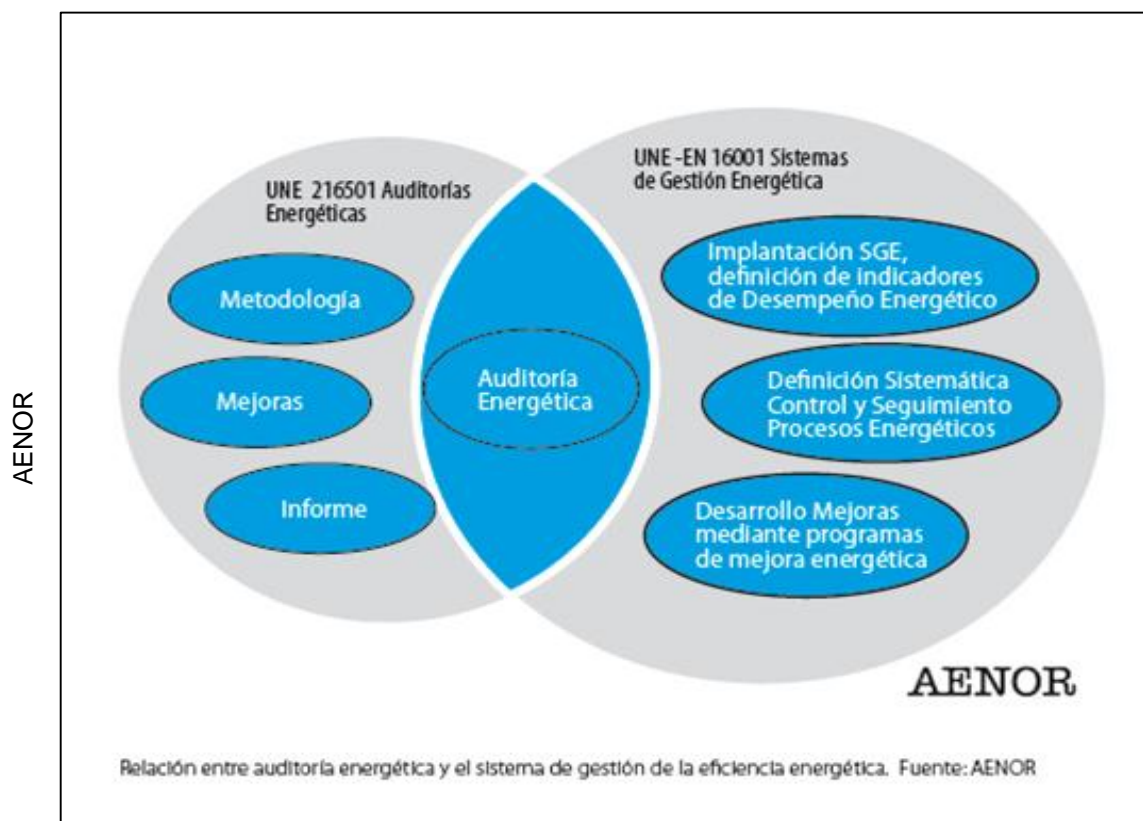 AENOR
UNE 216501 Auditorías
Energéticas
Metodología
Mejoras
Informe
Auditoría
Energética
UNE -EN 16001 Sistemas
de Gestión Energética
Implantación SGE,
definición de indicadores
de Desempeño Energético
Definición Sistemática
Control y Seguimiento
Procesos Energéticos
Desarrollo Mejoras
mediante programas
de mejora energética
AENOR
Relación entre auditoría energética y el sistema de gestión de la eficiencia energética. Fuente: AENOR